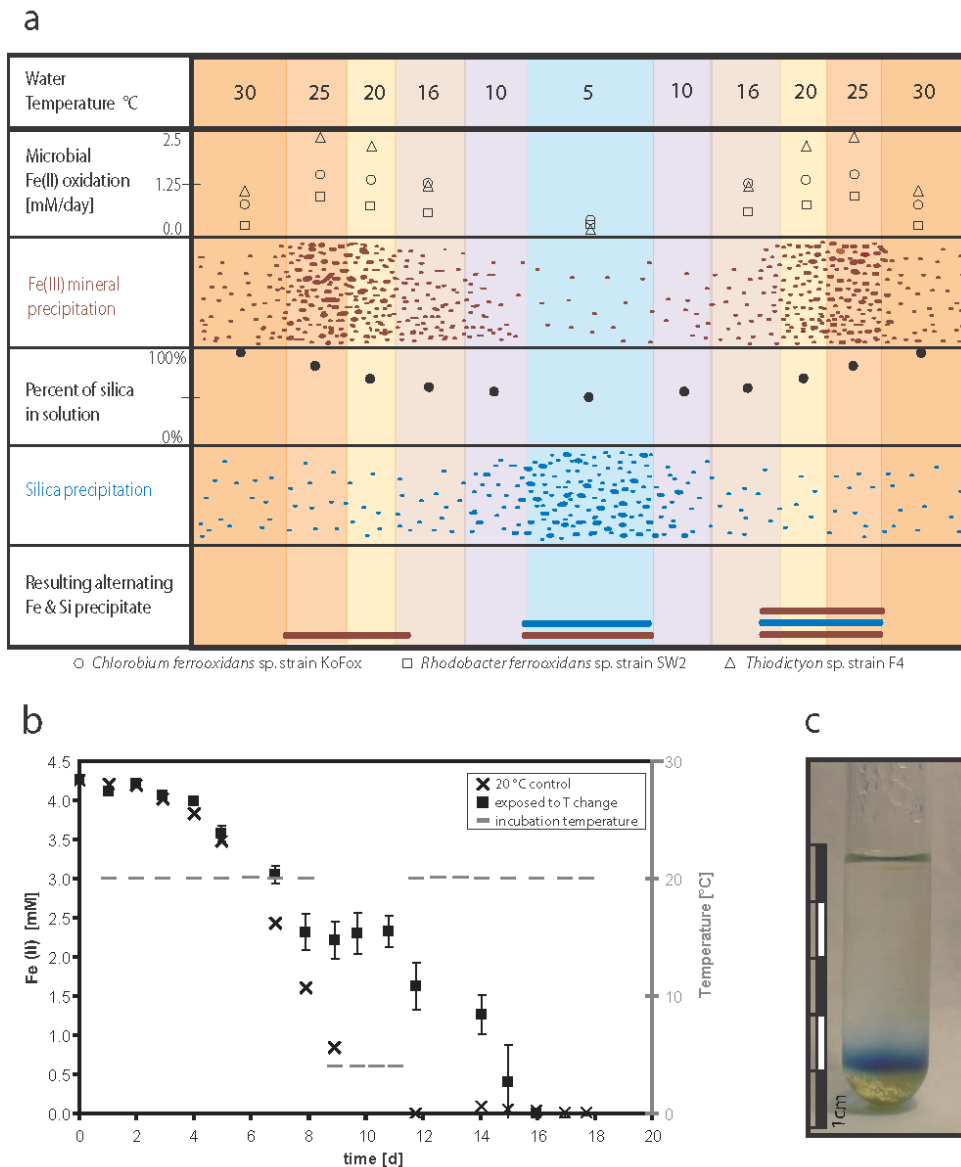 a
Water
Temperature °C
30 25 20 16 10 5 10 16 20 25 30
Microbial
Fe(II) oxidation
[mM/day]
2.5
1.25
0.0
Fe(III) mineral
precipitation
100%
Percent of silica
in solution
0%
Silica precipitation
Resulting alternating
Fe & Si precipitate
Chlorobium ferrooxidans sp. strain KoFox Rhodobacter ferrooxidans sp. strain SW2 Thiodictyon sp. strain F4
b
4.5
4.0
3.5
3.0
2.5
2.0
1.5
1.0
0.5
0.0
Fe (II) [mM]
20 °C control
exposed to T change
incubation temperature
30
20
10
0
Temperature [°C]
0 2 4 6 8 10 12 14 16 18 20
time [d]
c
1cm